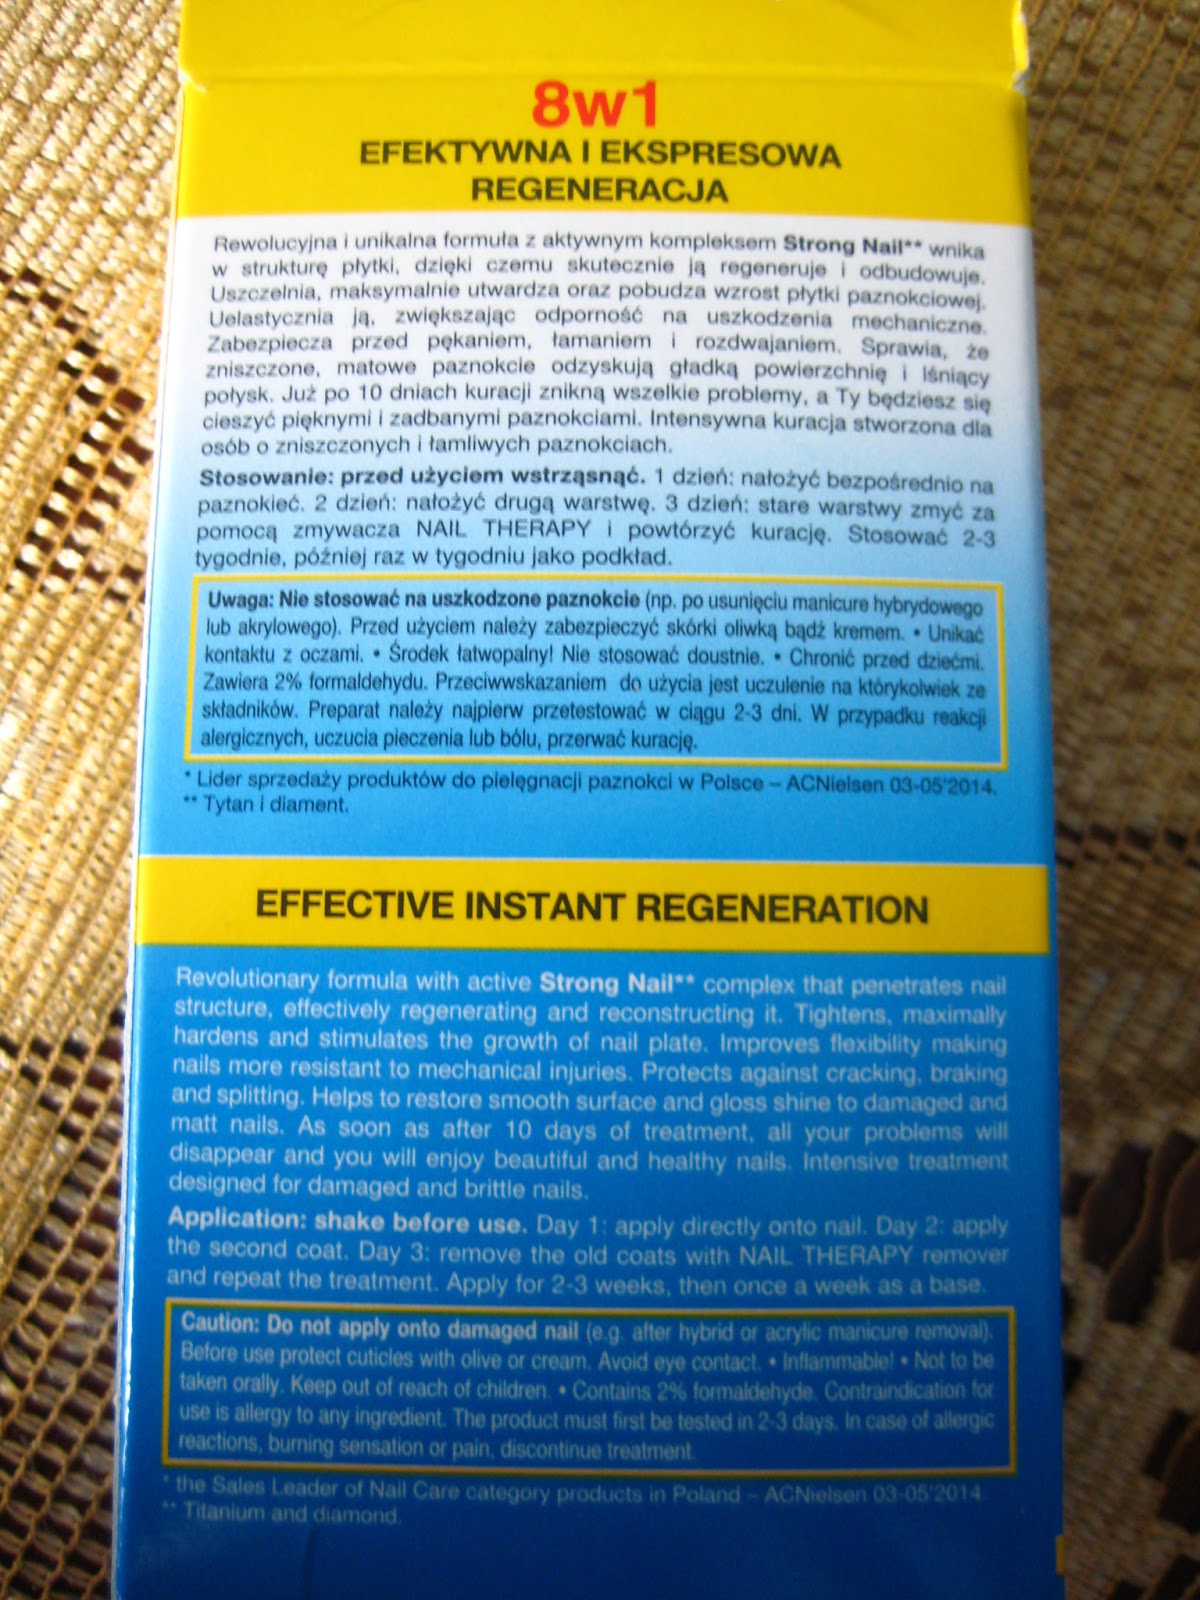 8w1
EFEKTYWNA I EKSPRESOWA
REGENERACJA
Rewolucyjna i unikalna formuła z aktywnym kompleksem Strong Nail** wnika
w strukturę płytki, dzięki czemu skutecznie ją regeneruje i odbudowuje.
Uszczelnia, maksymalnie utwardza oraz pobudza wzrost płytki paznokciowej.
Uelastycznia ją, zwiększając odporność na uszkodzenia mechaniczne.
Zabezpiecza przed pękaniem, łamaniem i rozdwajaniem. Sprawia, że
zniszczone, matowe paznokcie odzyskują gładką powierzchnię i lśniący
połysk. Już po 10 dniach kuracji znikną wszelkie problemy, a Ty będziesz się
cieszyć pięknymi i zadbanymi paznokciami. Intensywna kuracja stworzona dla
osób o zniszczonych i łamliwych paznokciach.
Stosowanie: przed użyciem wstrząsnąć. 1 dzień: nałożyć bezpośrednio na
paznokieć. 2 dzień: nałożyć drugą warstwę. 3 dzień: stare warstwy zmyć za
pomocą zmywacza NAIL THERAPY i powtórzyć kurację. Stosować 2-3
tygodnie, później raz w tygodniu jako podkład.
Uwaga: Nie stosować na uszkodzone paznokcie (np. po usunięciu manicure hybrydowego
lub akrylowego). Przed użyciem należy zabezpieczyć skórki oliwką bądź kremem. • Unikać
kontaktu z oczami. • Środek łatwopalny! Nie stosować doustnie. • Chronić przed dziećmi.
Zawiera 2% formaldehydu. Przeciwwskazaniem do użycia jest uczulenie na którykolwiek ze
składników. Preparat należy najpierw przetestować w ciągu 2-3 dni. W przypadku reakcji
alergicznych, uczucia pieczenia lub bólu, przerwać kurację.
* Lider sprzedaży produktów do pielęgnacji paznokci w Polsce – ACNielsen 03-05'2014.
** Tytan i diament.
EFFECTIVE INSTANT REGENERATION
Revolutionary formula with active Strong Nail** complex that penetrates nail
structure, effectively regenerating and reconstructing it. Tightens, maximally
hardens and stimulates the growth of nail plate. Improves flexibility making
nails more resistant to mechanical injuries. Protects against cracking, braking
and splitting. Helps to restore smooth surface and gloss shine to damaged and
matt nails. As soon as after 10 days of treatment, all your problems will
disappear and you will enjoy beautiful and healthy nails. Intensive treatment
designed for damaged and brittle nails.
Application: shake before use. Day 1: apply directly onto nail. Day 2: apply
the second coat. Day 3: remove the old coats with NAIL THERAPY remover
and repeat the treatment. Apply for 2-3 weeks, then once a week as a base.
Caution: Do not apply onto damaged nail (e.g. after hybrid or acrylic manicure removal).
Before use protect cuticles with olive or cream. Avoid eye contact. • Inflammable! • Not to be
taken orally. Keep out of reach of children. • Contains 2% formaldehyde. Contraindication for
use is allergy to any ingredient. The product must first be tested in 2-3 days. In case of allergic
reactions, burning sensation or pain, discontinue treatment.
* the Sales Leader of Nail Care category products in Poland – ACNielsen 03-05'2014.
** Titanium and diamond.